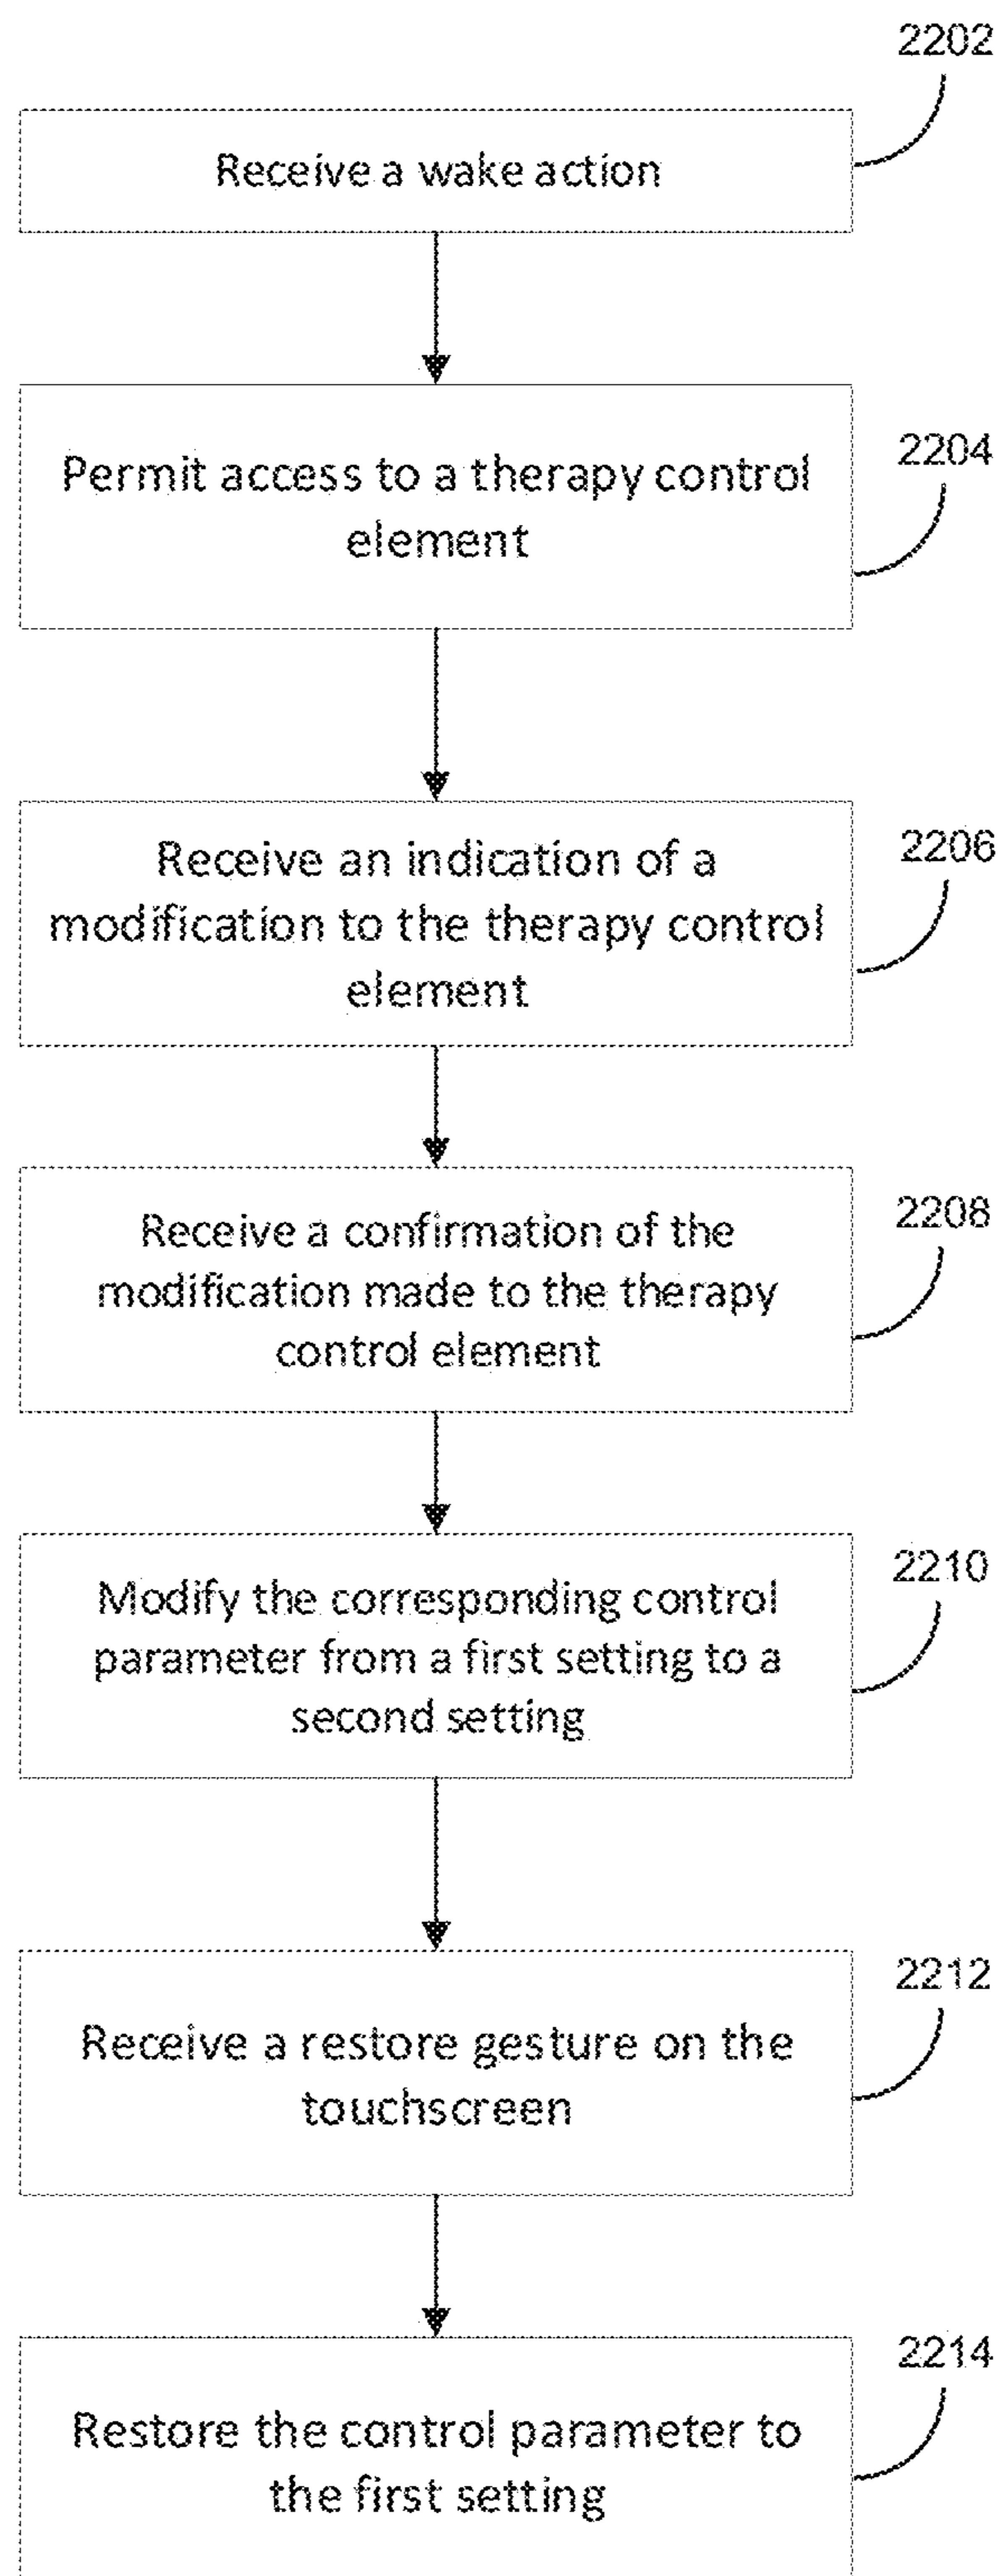 2202
Receive a wake action
2204
Permit access to a therapy control
element
2206
Receive an indication of a
modification to the therapy control
element
2208
Receive a confirmation of the
modification made to the therapy
control element
2210
Modify the corresponding control
parameter from a first setting to a
second setting
2212
Receive a restore gesture on the
touchscreen
2214
Restore the control parameter to
the first setting